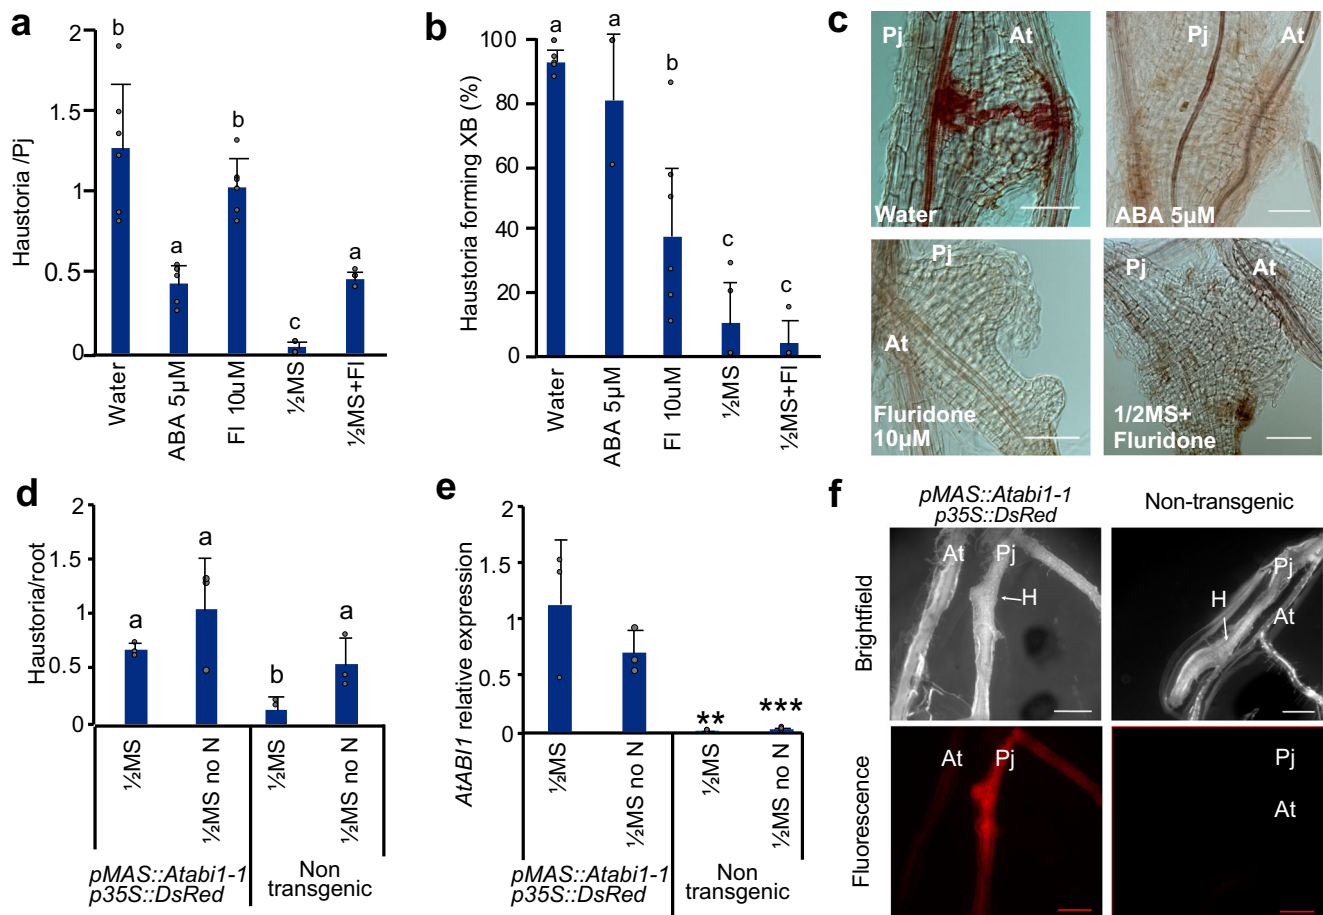 a
Haustoria /Pj
2
1.5
1
0.5
0
b
a
b
c
a
Water
ABA 5µM
Fl 10uM
½MS
½MS+Fl
b
Haustoria forming XB (%)
100
80
60
40
20
0
a
a
b
c
c
Water
ABA 5µM
Fl 10uM
½MS
½MS+Fl
c
Pj
At
Water
Pj
At
ABA 5µM
Pj
At
Fluridone
10µM
Pj
At
1/2MS+
Fluridone
d
Haustoria/root
2
1.5
1
0.5
0
a
a
b
a
½MS
½MS no N
½MS
½MS no N
pMAS::Atabi1-1
p35S::DsRed
Non
transgenic
e
AtABI1 relative expression
2
1.5
1
0.5
0
**
***
½MS
½MS no N
½MS
½MS no N
pMAS::Atabi1-1
p35S::DsRed
Non
transgenic
f
pMAS::Atabi1-1
p35S::DsRed
Non-transgenic
Brightfield
At
Pj
H
Pj
H
At
Fluorescence
At
Pj
Pj
At